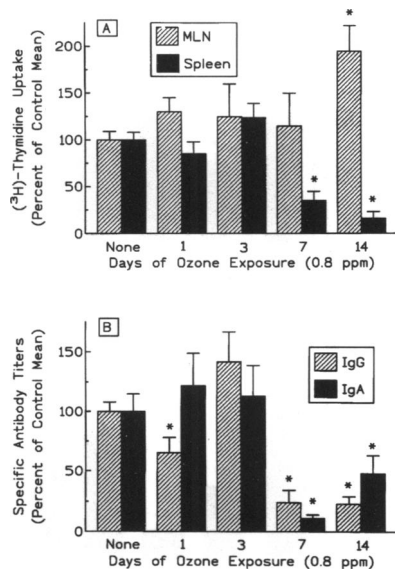 A
MLN
Spleen
(³H)-Thymidine Uptake
(Percent of Control Mean)
200
150
100
50
0
*
*
*
None 1 3 7 14
Days of Ozone Exposure (0.8 ppm)
B
IgG
IgA
Specific Antibody Titers
(Percent of Control Mean)
150
100
50
0
*
*
*
*
*
None 1 3 7 14
Days of Ozone Exposure (0.8 ppm)